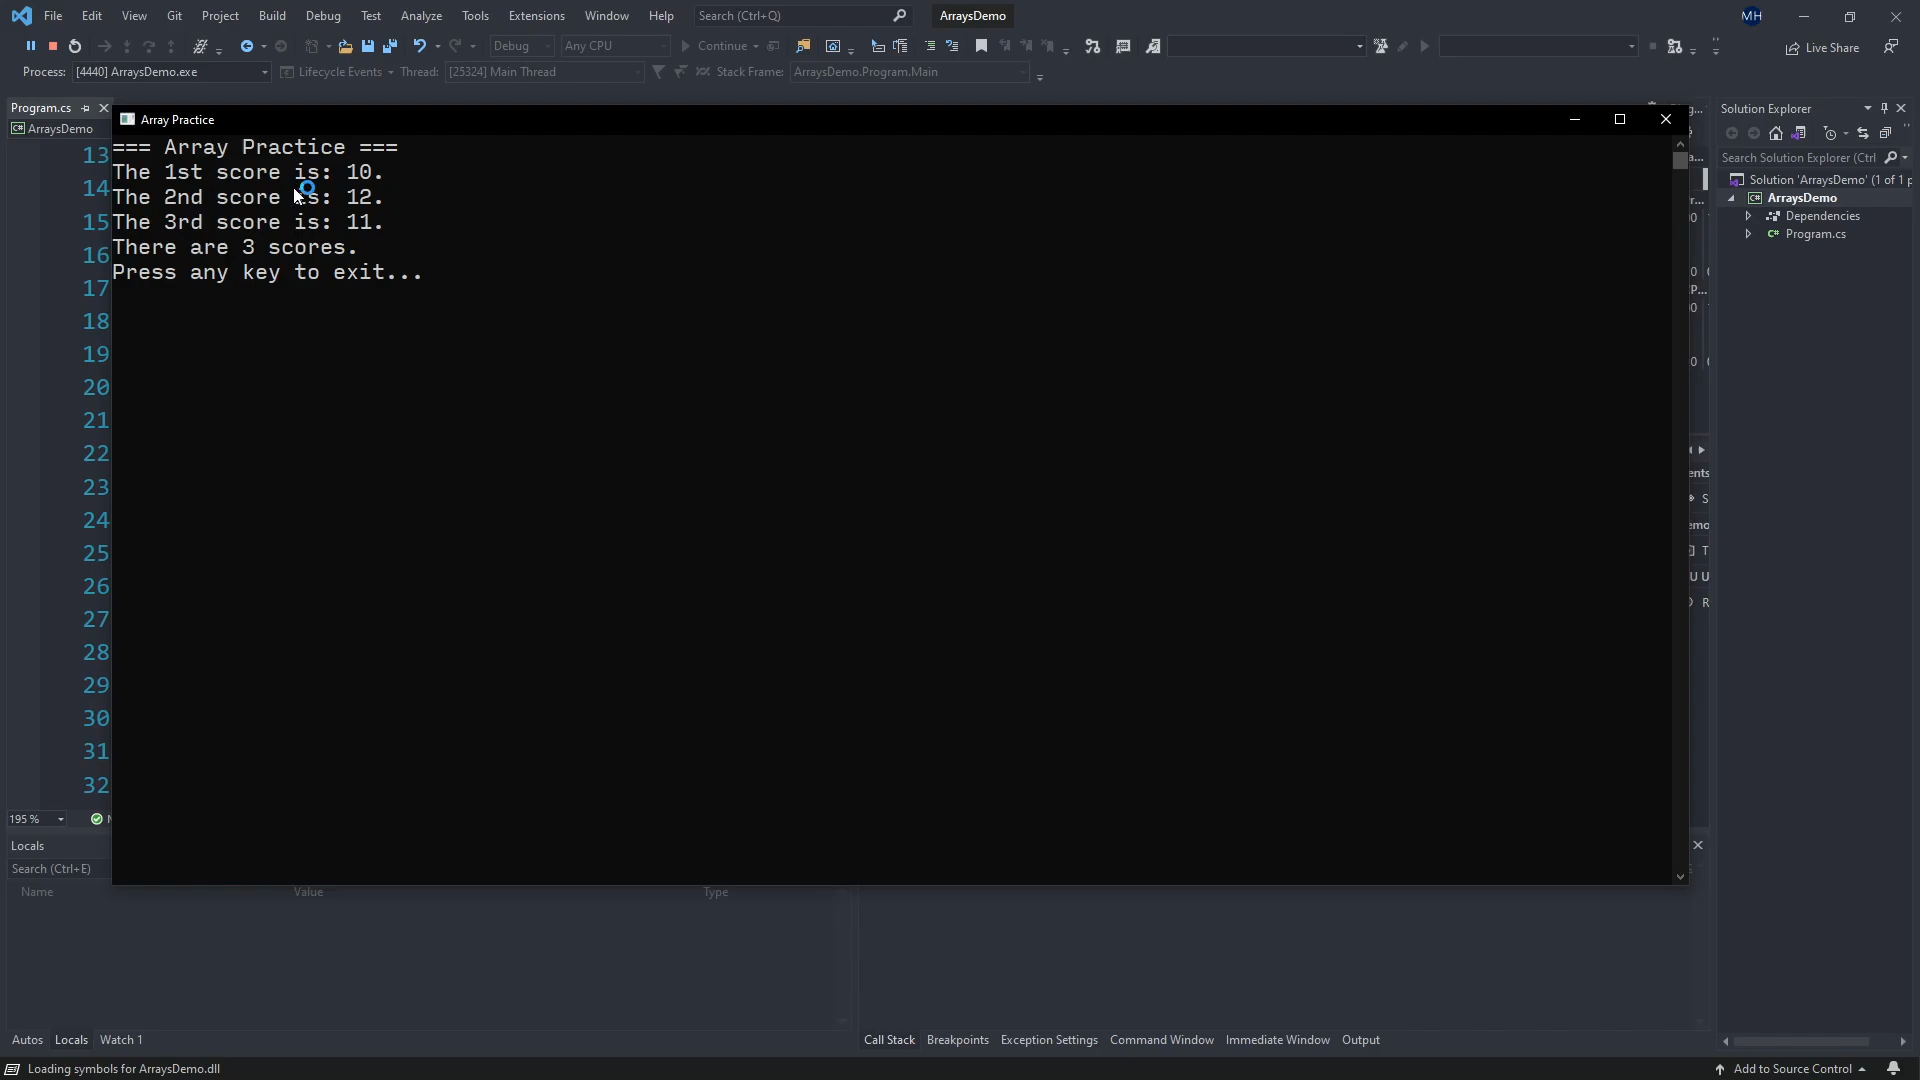 File Edit View Git Project Build Debug Test Analyze Tools Extensions Window Help Search (Ctrl+Q) ArraysDemo MH
Debug Any CPU Continue Live Share
Process: [4440] ArraysDemo.exe Lifecycle Events Thread: [25324] Main Thread Stack Frame: ArraysDemo.Program.Main
Program.cs
ArraysDemo
Array Practice
=== Array Practice ===
The 1st score is: 10.
The 2nd score is: 12.
The 3rd score is: 11.
There are 3 scores.
Press any key to exit...
13
14
15
16
17
18
19
20
21
22
23
24
25
26
27
28
29
30
31
32
195 %
Solution Explorer
Search Solution Explorer (Ctrl
Solution 'ArraysDemo' (1 of 1 p
ArraysDemo
Dependencies
Program.cs
Locals
Search (Ctrl+E)
Name Value Type
Autos Locals Watch 1
Call Stack Breakpoints Exception Settings Command Window Immediate Window Output
Loading symbols for ArraysDemo.dll
Add to Source Control